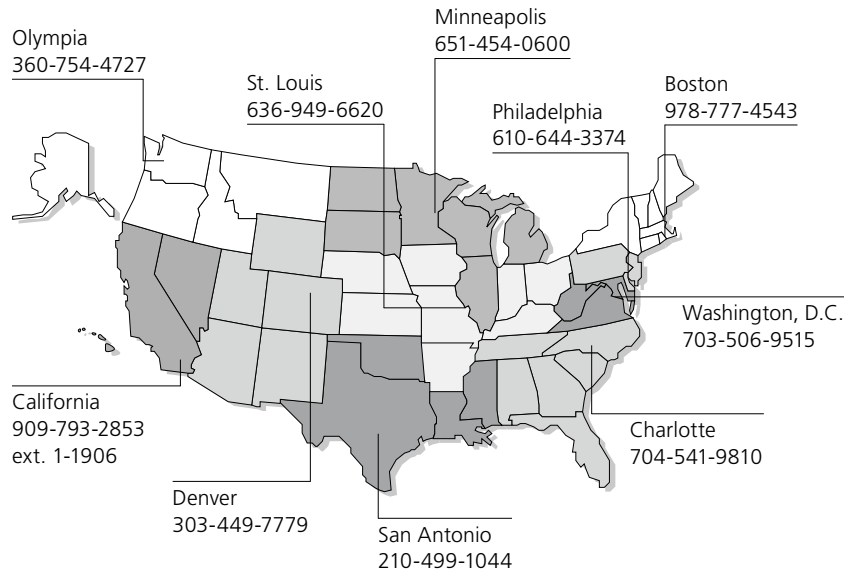 Minneapolis
651-454-0600
Olympia
360-754-4727
St. Louis
636-949-6620
Boston
978-777-4543
Philadelphia
610-644-3374
Washington, D.C.
703-506-9515
California
909-793-2853
ext. 1-1906
Charlotte
704-541-9810
Denver
303-449-7779
San Antonio
210-499-1044